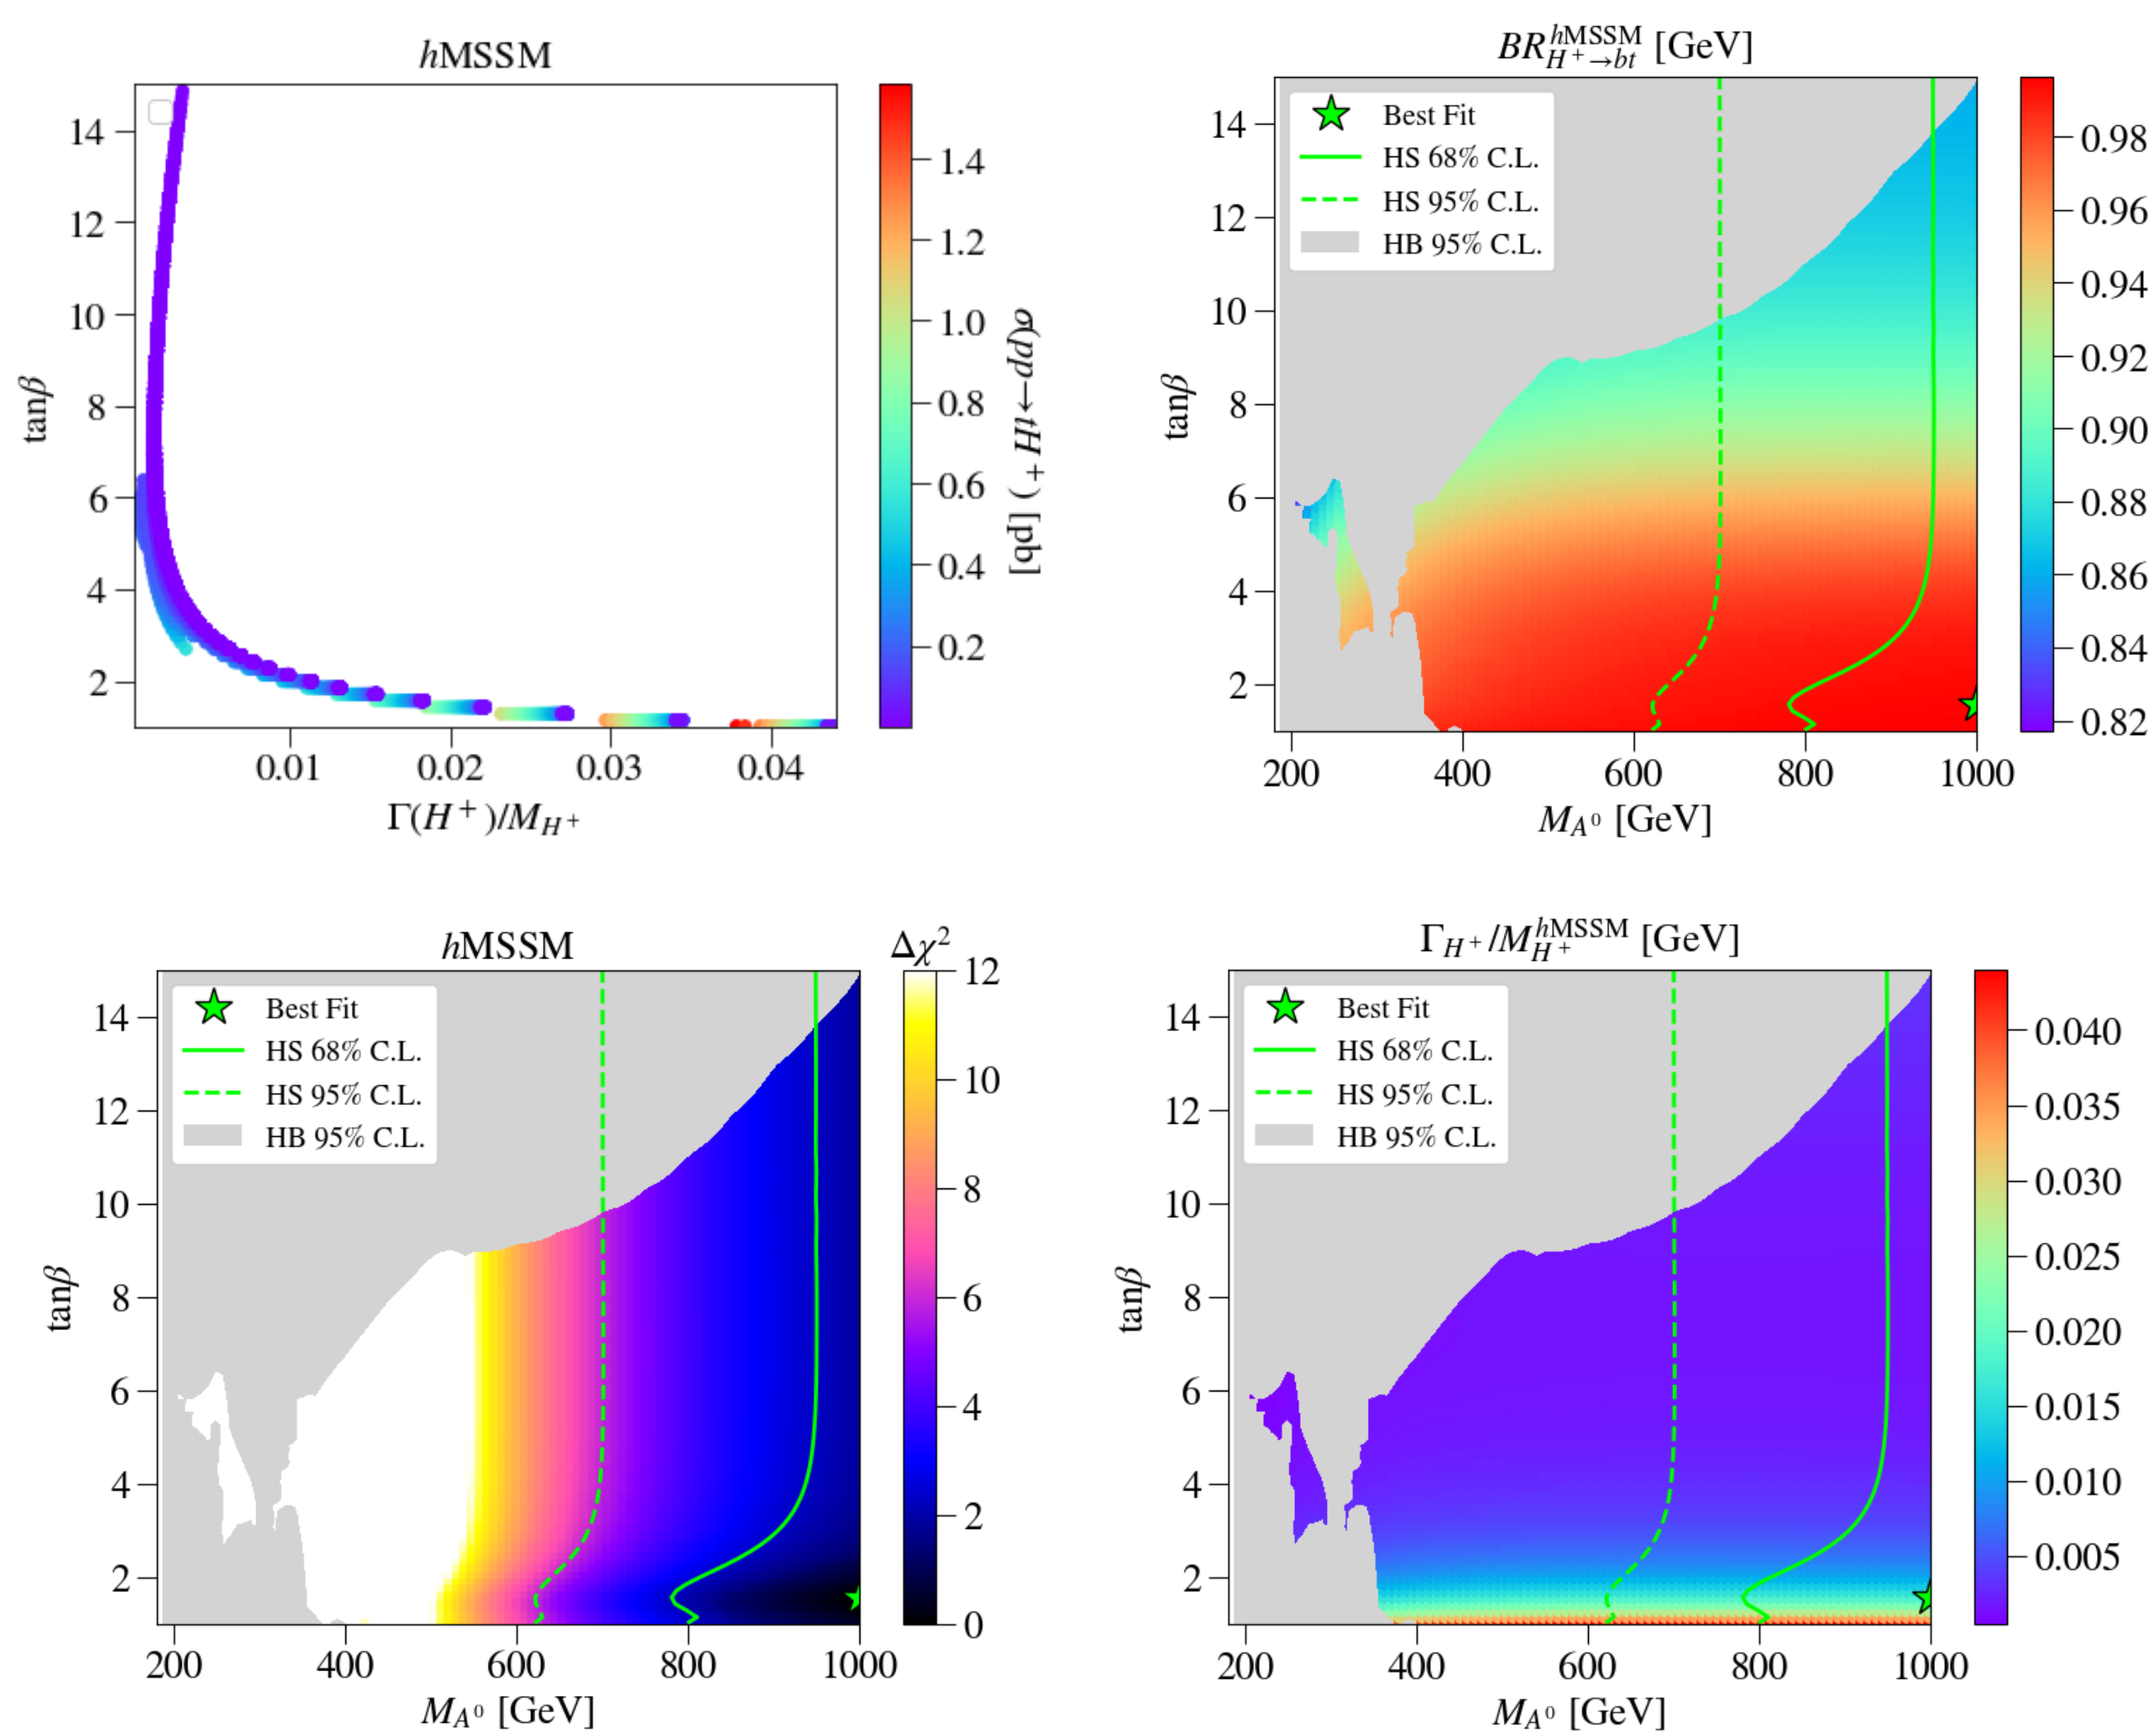 hMSSM
tanβ
14
12
10
8
6
4
2
0.01 0.02 0.03 0.04
Γ(H⁺)/M_{H⁺}
1.4
1.2
1.0
0.8
0.6
0.4
0.2
σ(pp→tH⁺) [pb]
BR^{hMSSM}_{H⁺→bt} [GeV]
Best Fit
HS 68% C.L.
HS 95% C.L.
HB 95% C.L.
tanβ
14
12
10
8
6
4
2
200 400 600 800 1000
M_{A⁰} [GeV]
0.98
0.96
0.94
0.92
0.90
0.88
0.86
0.84
0.82
hMSSM
Δχ²
Best Fit
HS 68% C.L.
HS 95% C.L.
HB 95% C.L.
tanβ
14
12
10
8
6
4
2
200 400 600 800 1000
M_{A⁰} [GeV]
12
10
8
6
4
2
0
Γ_{H⁺}/M^{hMSSM}_{H⁺} [GeV]
Best Fit
HS 68% C.L.
HS 95% C.L.
HB 95% C.L.
tanβ
14
12
10
8
6
4
2
200 400 600 800 1000
M_{A⁰} [GeV]
0.040
0.035
0.030
0.025
0.020
0.015
0.010
0.005